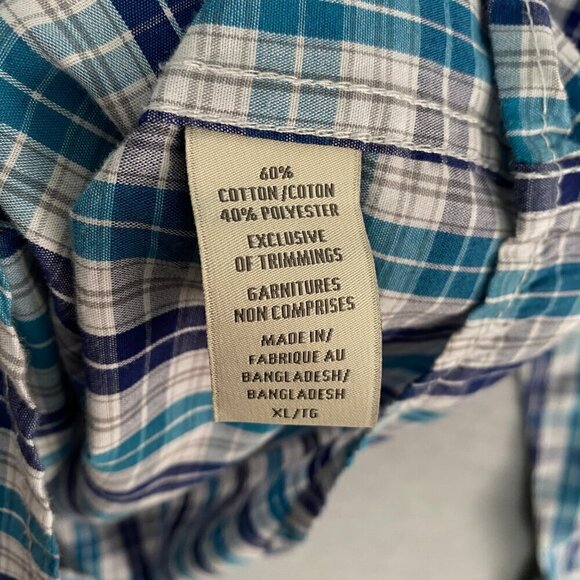 60%
COTTON/COTON
40% POLYESTER
EXCLUSIVE
OF TRIMMINGS
GARNITURES
NON COMPRISES
MADE IN/
FABRIQUE AU
BANGLADESH/
BANGLADESH
XL/TG